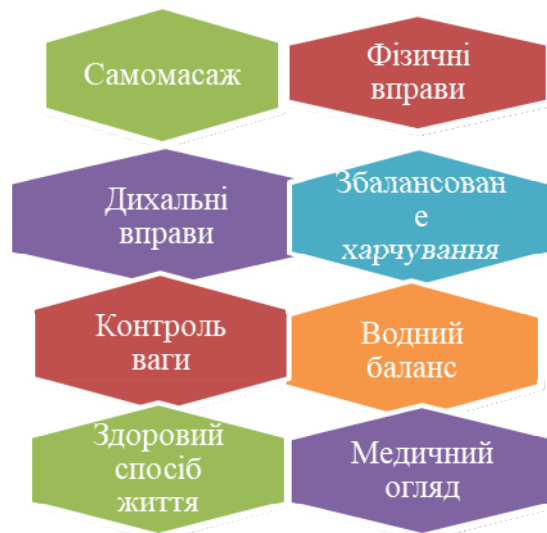 Самомасаж
Фізичні
вправи
Дихальні
вправи
Збалансован
е
харчування
Контроль
ваги
Водний
баланс
Здоровий
спосіб
життя
Медичний
огляд